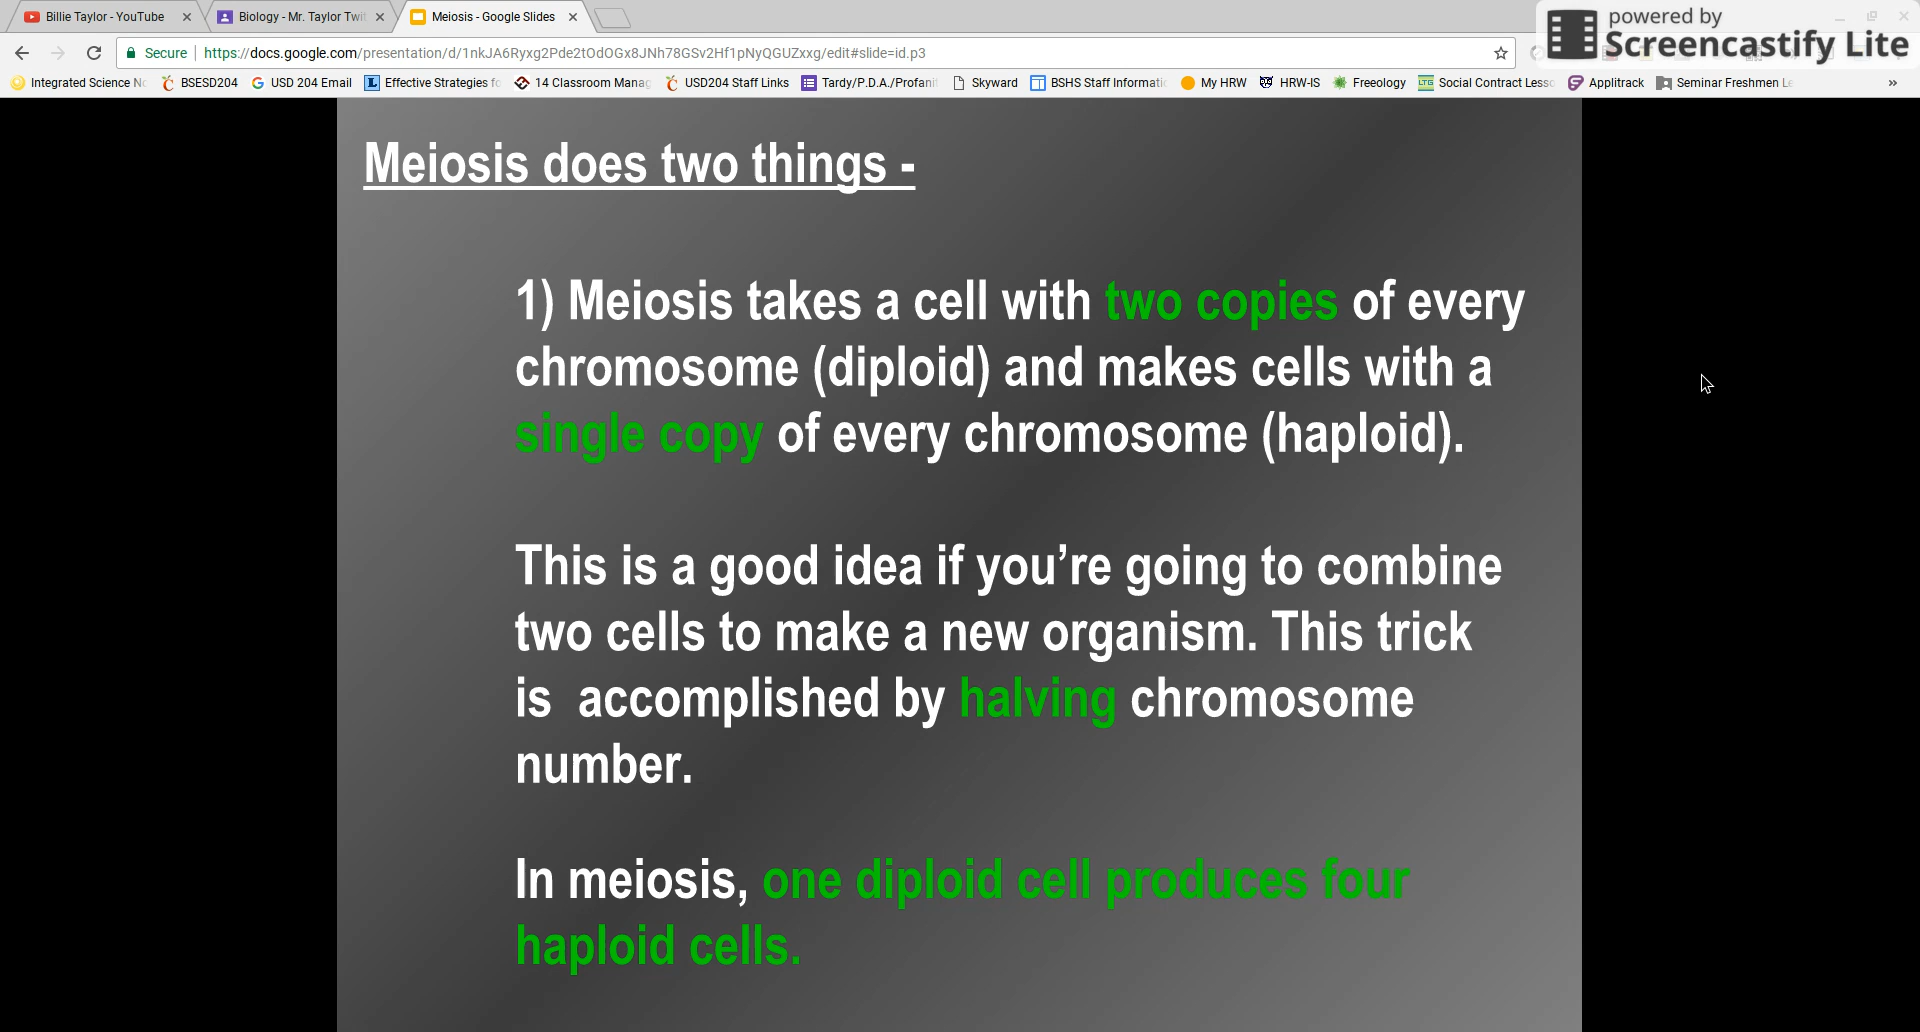 Billie Taylor - YouTube
Biology - Mr. Taylor Twi
Meiosis - Google Slides
powered by
Screencastify Lite
Secure
https://docs.google.com/presentation/d/1nkJA6Ryxg2Pde2tOdOGx8JNh78GSv2Hf1pNyQGUZxxg/edit#slide=id.p3
Integrated Science No
BSESD204
USD 204 Email
Effective Strategies fo
14 Classroom Manag
USD204 Staff Links
Tardy/P.D.A./Profanit
Skyward
BSHS Staff Informatic
My HRW
HRW-IS
Freeology
Social Contract Lesso
Applitrack
Seminar Freshmen Le
Meiosis does two things -
1) Meiosis takes a cell with two copies of every
chromosome (diploid) and makes cells with a
single copy of every chromosome (haploid).
This is a good idea if you’re going to combine
two cells to make a new organism. This trick
is  accomplished by halving chromosome
number.
In meiosis, one diploid cell produces four
haploid cells.